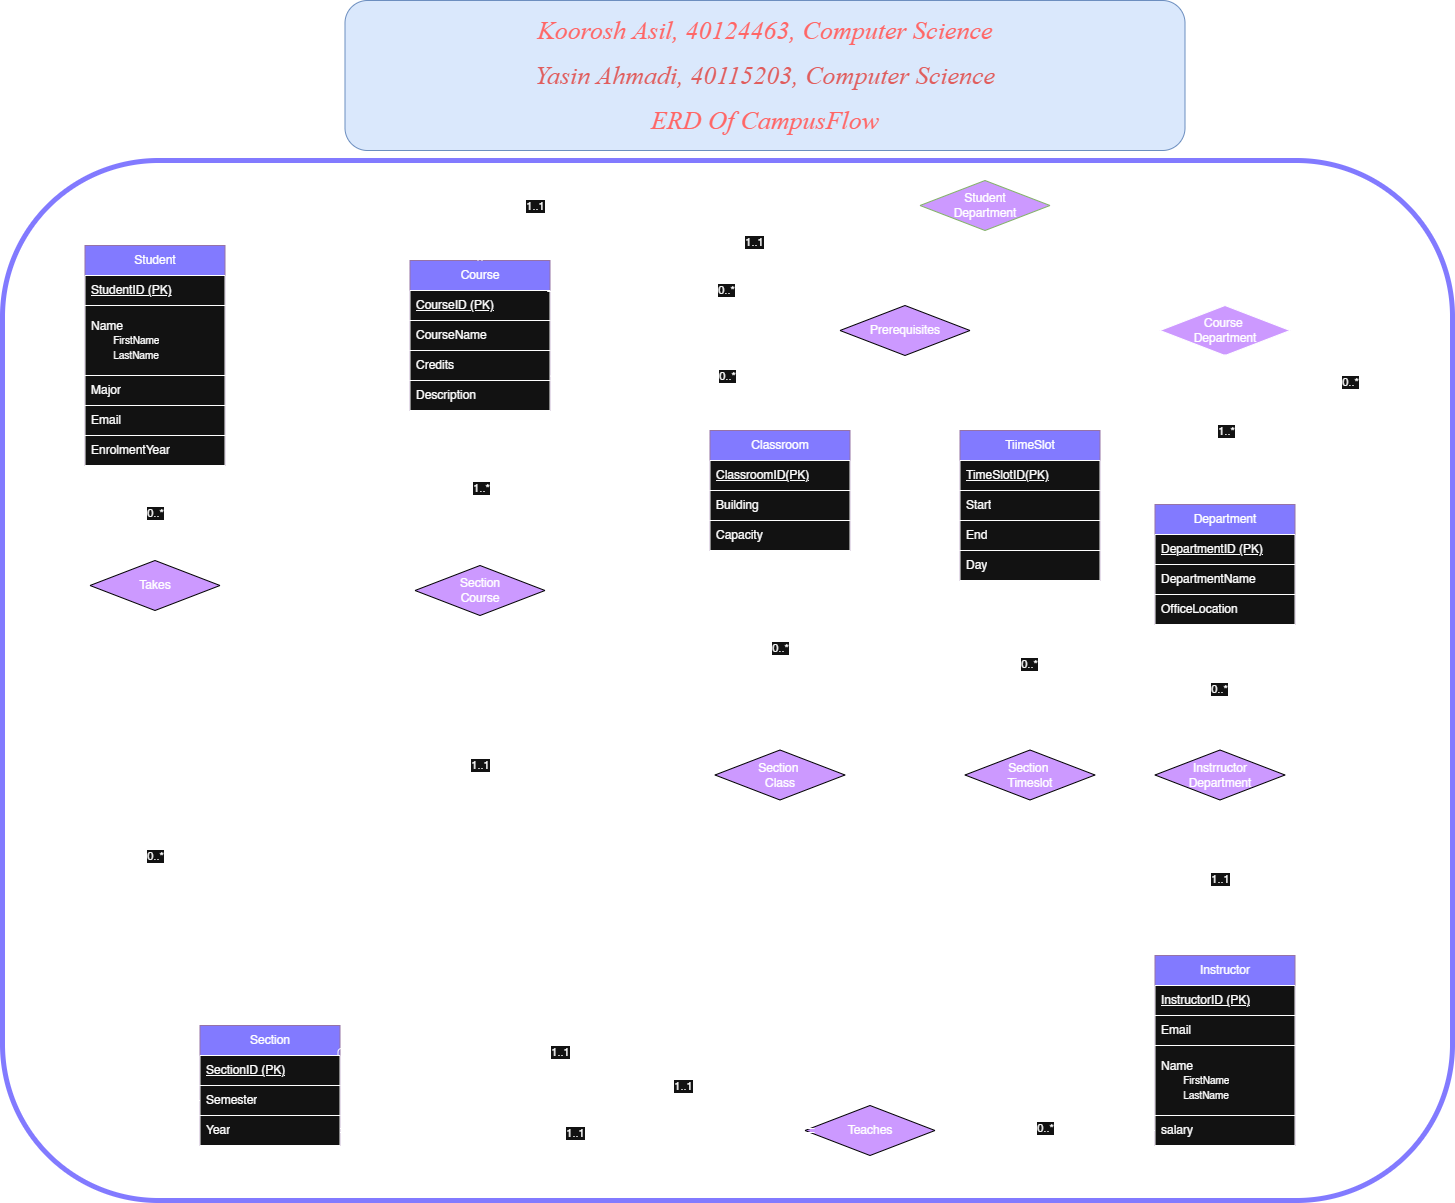 Koorosh Asil, 40124463, Computer Science
Yasin Ahmadi, 40115203, Computer Science
ERD Of CampusFlow
1..1
Student
Department
1..1
Student
StudentID (PK)
Name
FirstName
LastName
Major
Email
EnrolmentYear
Course
CourseID (PK)
CourseName
Credits
Description
0..*
Prerequisites
0..*
Course
Department
0..*
1..*
Classroom
ClassroomID(PK)
Building
Capacity
TiimeSlot
TimeSlotID(PK)
Start
End
Day
Department
DepartmentID (PK)
DepartmentName
OfficeLocation
0..*
1..*
Takes
Section
Course
0..*
0..*
0..*
1..1
Section
Class
Section
Timeslot
Instrructor
Department
0..*
1..1
Instructor
InstructorID (PK)
Email
Name
FirstName
LastName
salary
Section
SectionID (PK)
Semester
Year
1..1
1..1
1..1
Teaches
0..*